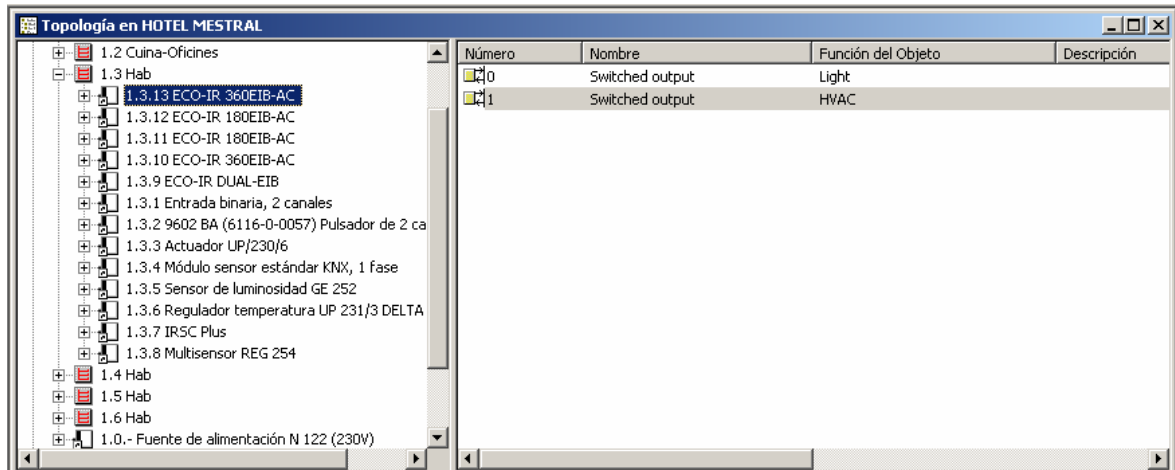 Topología en HOTEL MESTRAL
1.2 Cuina-Oficines
1.3 Hab
1.3.13 ECO-IR 360EIB-AC
1.3.12 ECO-IR 180EIB-AC
1.3.11 ECO-IR 180EIB-AC
1.3.10 ECO-IR 360EIB-AC
1.3.9 ECO-IR DUAL-EIB
1.3.1 Entrada binaria, 2 canales
1.3.2 9602 BA (6116-0-0057) Pulsador de 2 ca
1.3.3 Actuador UP/230/6
1.3.4 Módulo sensor estándar KNX, 1 fase
1.3.5 Sensor de luminosidad GE 252
1.3.6 Regulador temperatura UP 231/3 DELTA
1.3.7 IRSC Plus
1.3.8 Multisensor REG 254
1.4 Hab
1.5 Hab
1.6 Hab
1.0.- Fuente de alimentación N 122 (230V)
Número Nombre Función del Objeto Descripción
0 Switched output Light
1 Switched output HVAC